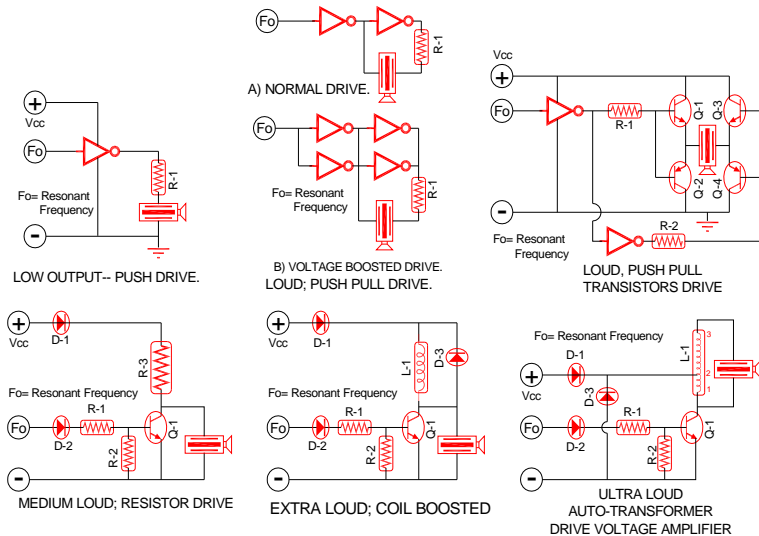 Fo
R-1
A) NORMAL DRIVE.
Vcc
Fo
R-1
Fo= Resonant
Frequency
LOW OUTPUT-- PUSH DRIVE.
Fo
R-1
Fo= Resonant
Frequency
B) VOLTAGE BOOSTED DRIVE.
LOUD; PUSH PULL DRIVE.
Vcc
Fo
R-1
Q-1
Q-3
Q-2
Q-4
R-2
Fo= Resonant
Frequency
LOUD, PUSH PULL
TRANSISTORS DRIVE
Vcc
D-1
R-3
Fo= Resonant Frequency
Fo
D-2
R-1
R-2
Q-1
MEDIUM LOUD; RESISTOR DRIVE
Vcc
D-1
L-1
D-3
Fo= Resonant
Frequency
Fo
D-2
R-1
R-2
Q-1
EXTRA LOUD; COIL BOOSTED
Fo= Resonant Frequency
D-1
Vcc
D-3
L-1
3
2
1
Fo
D-2
R-1
R-2
Q-1
ULTRA LOUD
AUTO-TRANSFORMER
DRIVE VOLTAGE AMPLIFIER